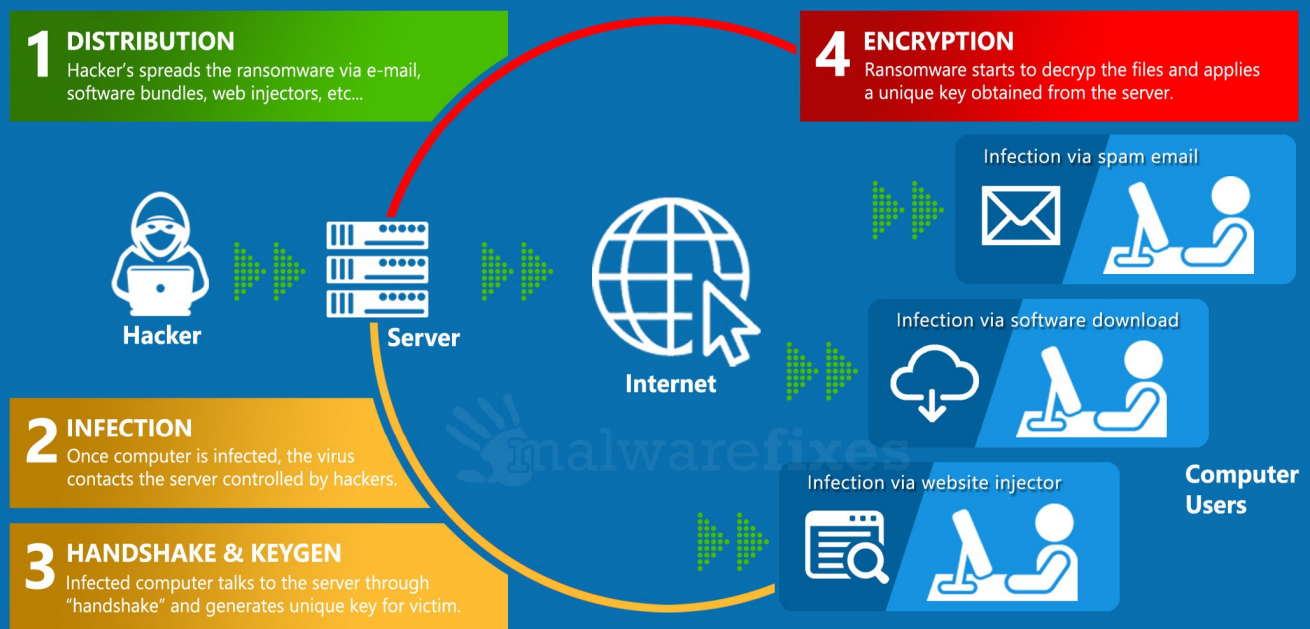 1 DISTRIBUTION
Hacker's spreads the ransomware via e-mail,
software bundles, web injectors, etc...
4 ENCRYPTION
Ransomware starts to decryp the files and applies
a unique key obtained from the server.
Infection via spam email
Hacker
Server
Infection via software download
Internet
2 INFECTION
Once computer is infected, the virus
contacts the server controlled by hackers.
malwarefixes
Infection via website injector
Computer
Users
3 HANDSHAKE & KEYGEN
Infected computer talks to the server through
"handshake" and generates unique key for victim.